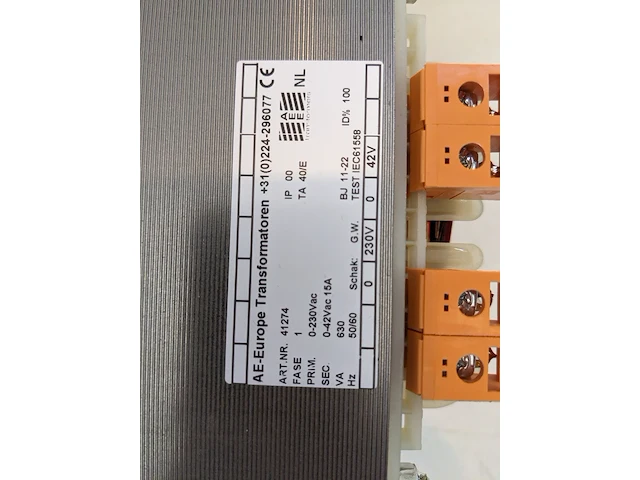 AE-Europe Transformatoren +31(0)224-296077 CE
ART.NR. 41274 IP 00 AE NL
FASE 1 TA 40/E
PRIM. 0-230Vac
SEC. 0-42Vac 15A
VA 630 BJ 11-22 ID% 100
Hz 50/60 Schak: G.W. TEST IEC61558
0 230V 0 42V